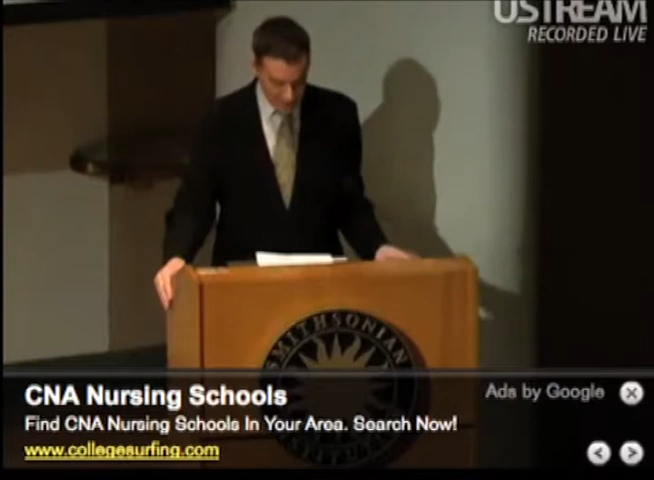 USTREAM
RECORDED LIVE
SMITHSONIAN
CNA Nursing Schools
Ads by Google
Find CNA Nursing Schools In Your Area. Search Now!
www.collegesurfing.com